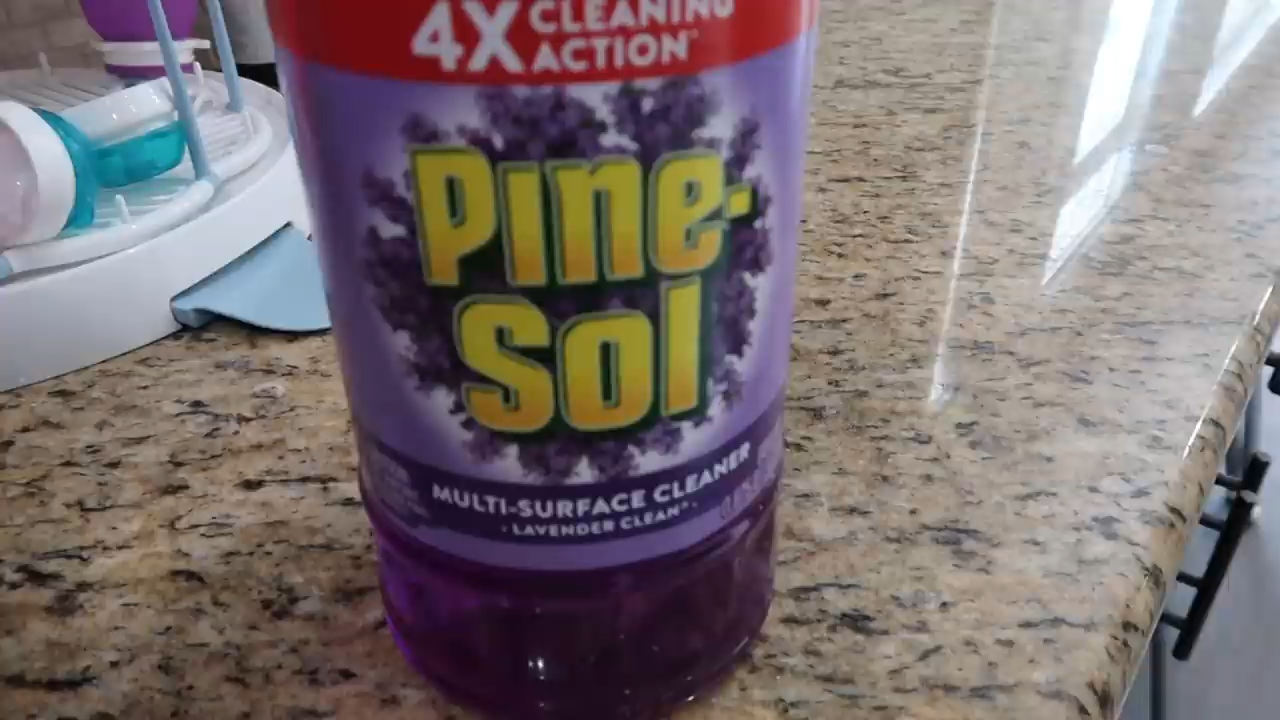 4X CLEANING
ACTION*
Pine-
Sol
MULTI-SURFACE CLEANER
• LAVENDER CLEAN® •